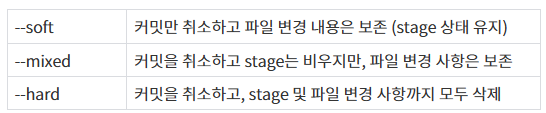 --soft 커밋만 취소하고 파일 변경 내용은 보존 (stage 상태 유지)
--mixed 커밋을 취소하고 stage는 비우지만, 파일 변경 사항은 보존
--hard 커밋을 취소하고, stage 및 파일 변경 사항까지 모두 삭제